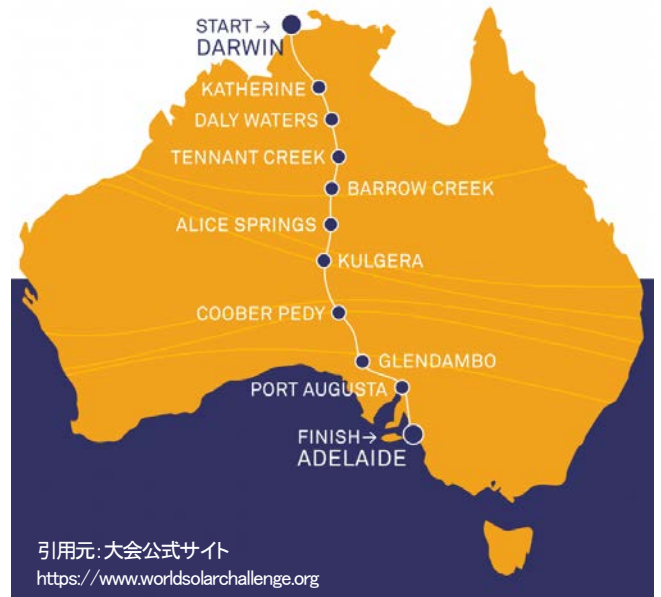 START→
DARWIN
KATHERINE
DALY WATERS
TENNANT CREEK
BARROW CREEK
ALICE SPRINGS
KULGERA
COOBER PEDY
GLENDAMBO
PORT AUGUSTA
FINISH→
ADELAIDE
引用元：大会公式サイト
https://www.worldsolarchallenge.org